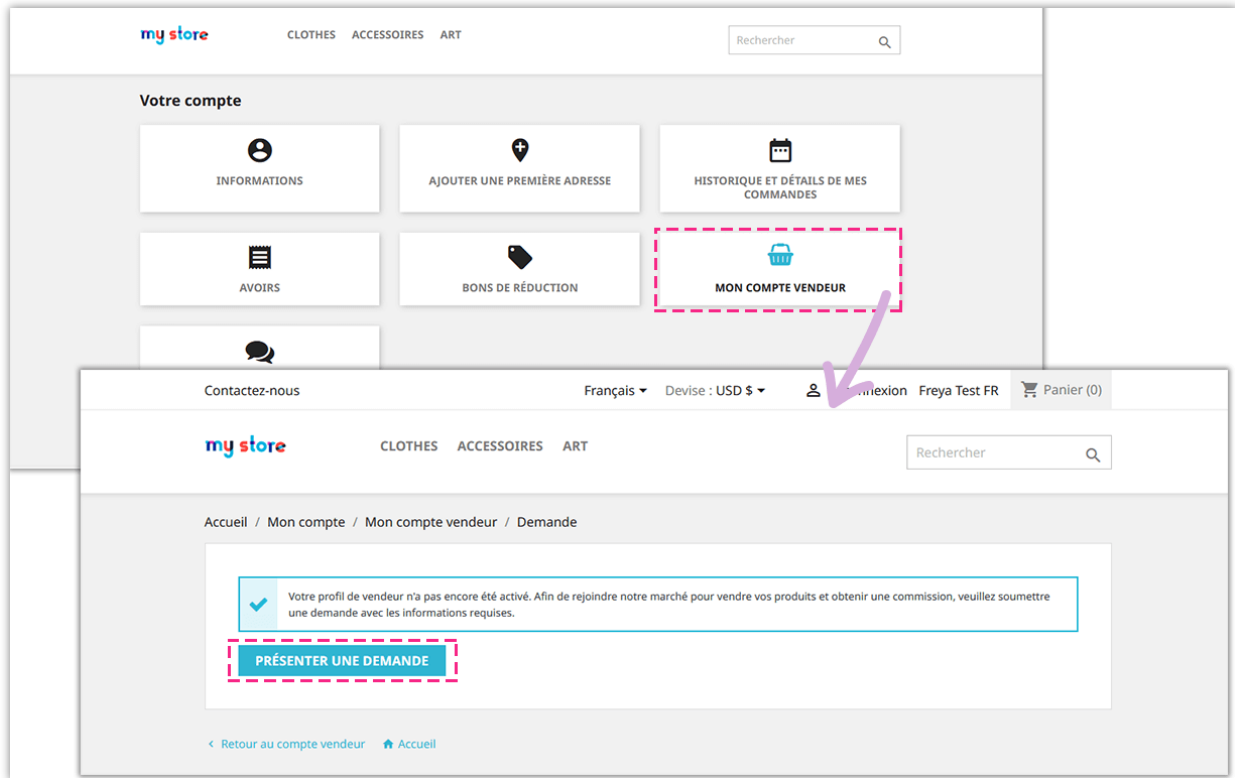 my store
CLOTHES ACCESSOIRES ART
Rechercher
Votre compte
INFORMATIONS
AJOUTER UNE PREMIÈRE ADRESSE
HISTORIQUE ET DÉTAILS DE MES
COMMANDES
AVOIRS
BONS DE RÉDUCTION
MON COMPTE VENDEUR
Contactez-nous
Français Devise : USD $ Freya Test FR Panier (0)
my store
CLOTHES ACCESSOIRES ART
Rechercher
Accueil / Mon compte / Mon compte vendeur / Demande
Votre profil de vendeur n'a pas encore été activé. Afin de rejoindre notre marché pour vendre vos produits et obtenir une commission, veuillez soumettre
une demande avec les informations requises.
PRÉSENTER UNE DEMANDE
Retour au compte vendeur Accueil